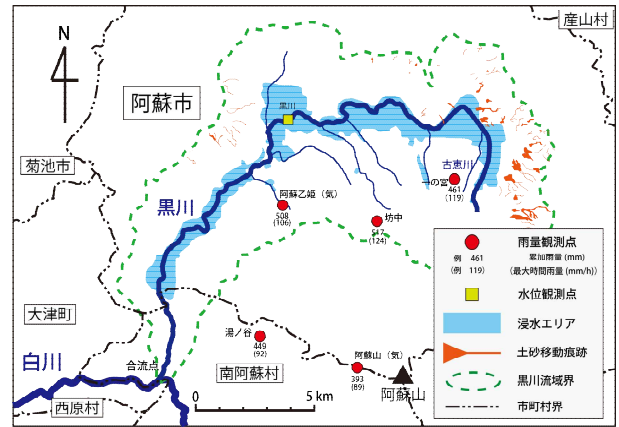 産山村
N
阿蘇市
黒川
菊池市
古恵川
一の宮
461
(119)
阿蘇乙姫（気）
508
(106)
坊中
517
(124)
黒川
雨量観測点
例 461 累加雨量 (mm)
(例 119) (最大時間雨量 (mm/h))
水位観測点
浸水エリア
土砂移動痕跡
黒川流域界
市町村界
大津町
湯ノ谷
449
(92)
阿蘇山（気）
393
(89)
白川
合流点
南阿蘇村
阿蘇山
西原村
0 5 km